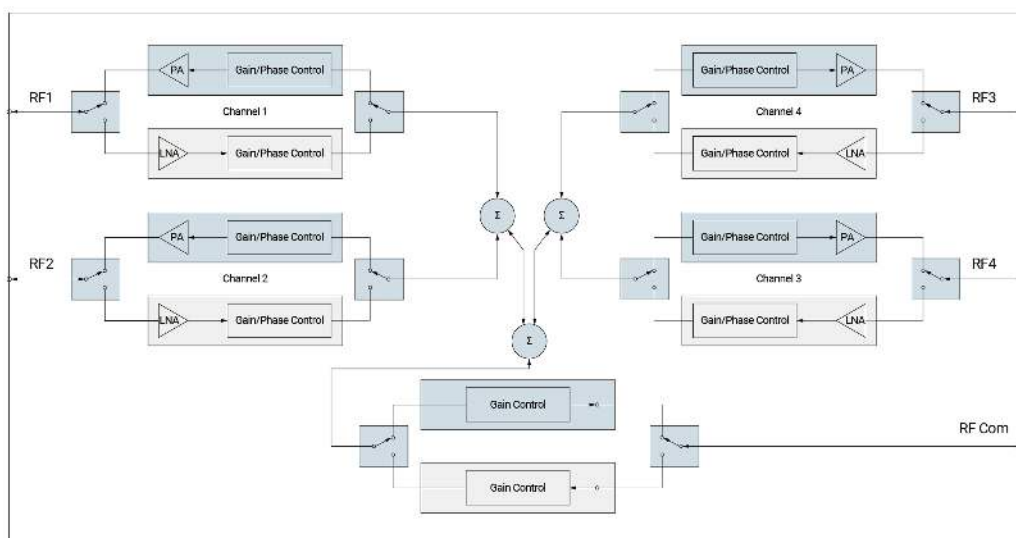 RF1
PA
Gain/Phase Control
Channel 1
LNA
Gain/Phase Control
Gain/Phase Control
PA
Channel 4
Gain/Phase Control
LNA
RF3
Σ
Σ
RF2
PA
Gain/Phase Control
Channel 2
LNA
Gain/Phase Control
Gain/Phase Control
PA
Channel 3
Gain/Phase Control
LNA
RF4
Σ
Gain Control
RF Com
Gain Control